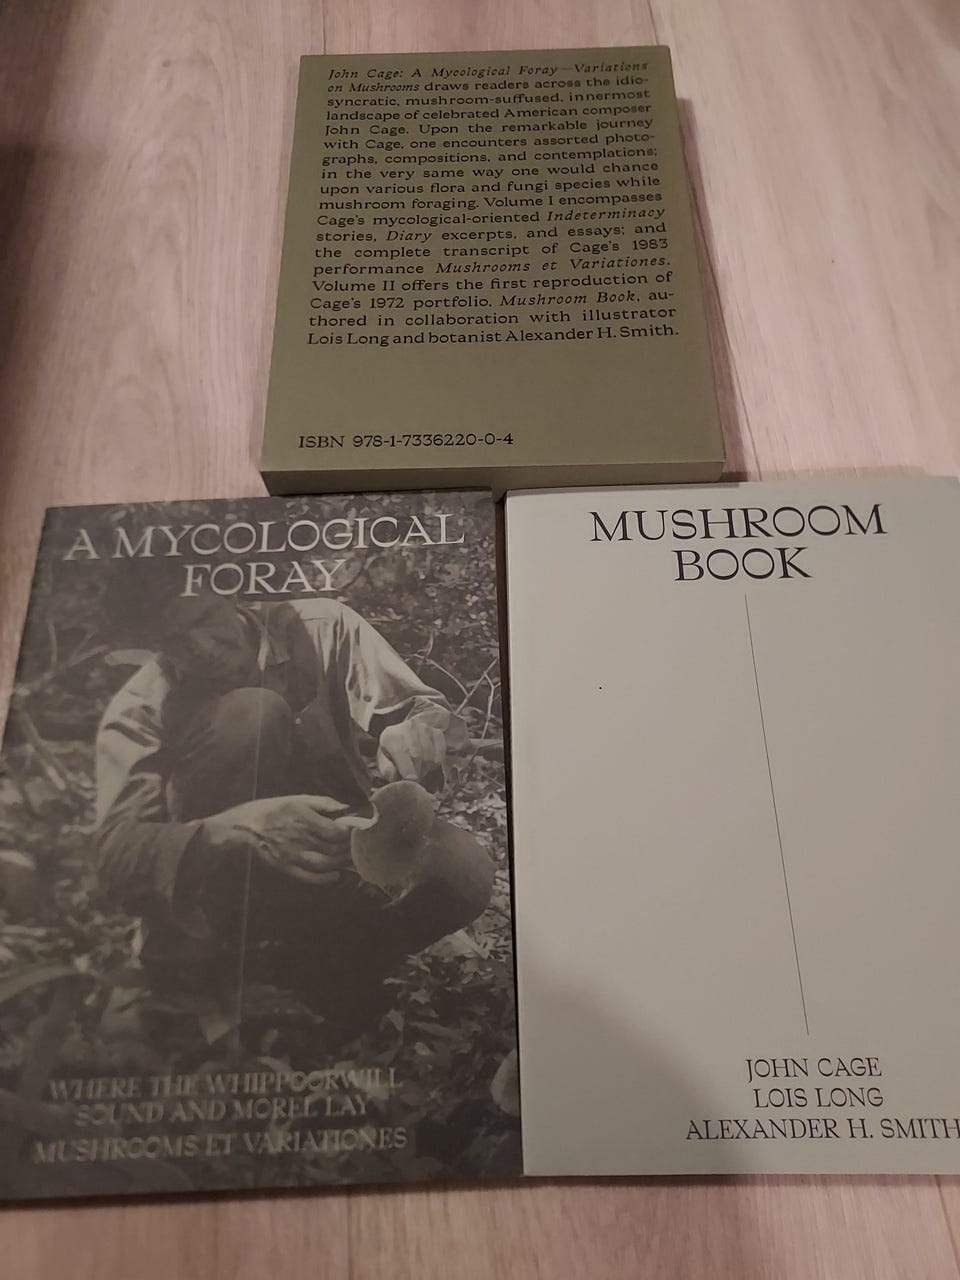 John Cage: A Mycological Foray—Variations
on Mushrooms draws readers across the idio-
syncratic, mushroom-suffused, innermost
landscape of celebrated American composer
John Cage. Upon the remarkable journey
with Cage, one encounters assorted photo-
graphs, compositions, and contemplations;
in the very same way one would chance
upon various flora and fungi species while
mushroom foraging. Volume I encompasses
Cage's mycological-oriented Indeterminacy
stories, Diary excerpts, and essays; and
the complete transcript of Cage's 1983
performance Mushrooms et Variationes.
Volume II offers the first reproduction of
Cage's 1972 portfolio, Mushroom Book, au-
thored in collaboration with illustrator
Lois Long and botanist Alexander H. Smith.
ISBN 978-1-7336220-0-4
A MYCOLOGICAL
FORAY
WHERE THE WHIPPOORWILL
SOUND AND MOREL LAY
MUSHROOMS ET VARIATIONES
MUSHROOM
BOOK
JOHN CAGE
LOIS LONG
ALEXANDER H. SMITH